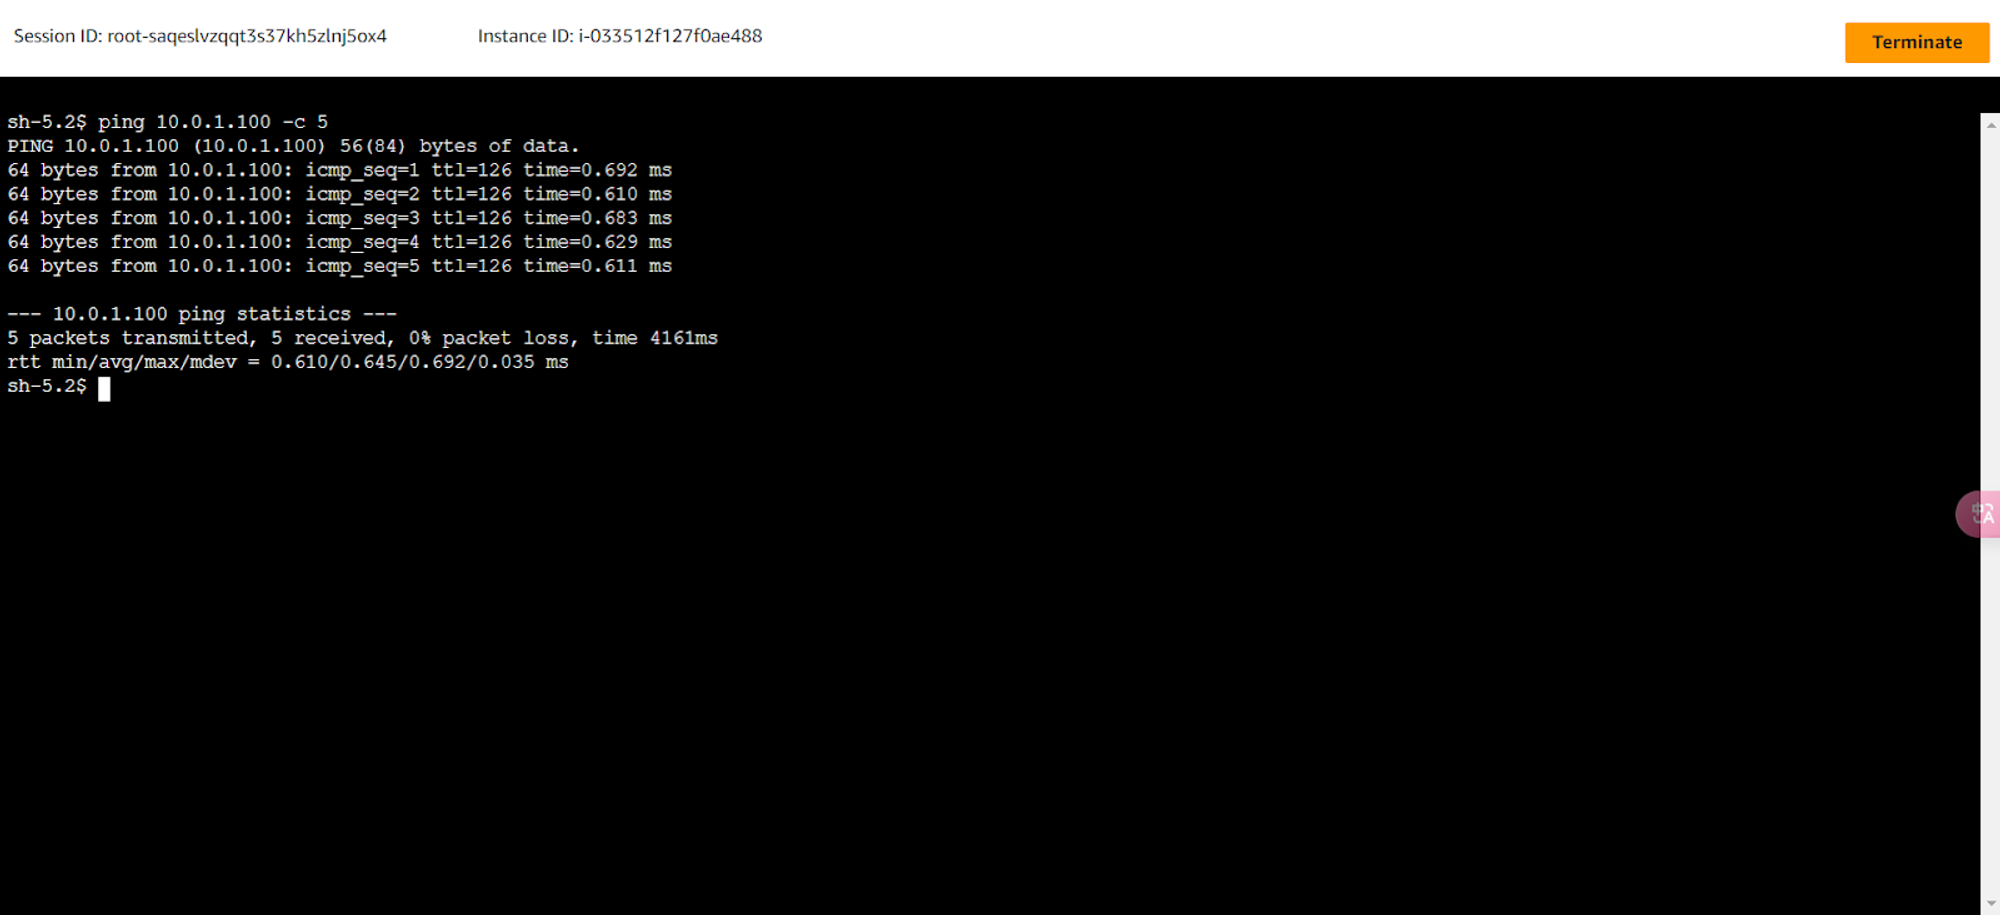 Session ID: root-saqeslvzqqt3s37kh5zlnj5ox4 Instance ID: i-033512f127f0ae488
Terminate
sh-5.2$ ping 10.0.1.100 -c 5
PING 10.0.1.100 (10.0.1.100) 56(84) bytes of data.
64 bytes from 10.0.1.100: icmp_seq=1 ttl=126 time=0.692 ms
64 bytes from 10.0.1.100: icmp_seq=2 ttl=126 time=0.610 ms
64 bytes from 10.0.1.100: icmp_seq=3 ttl=126 time=0.683 ms
64 bytes from 10.0.1.100: icmp_seq=4 ttl=126 time=0.629 ms
64 bytes from 10.0.1.100: icmp_seq=5 ttl=126 time=0.611 ms
--- 10.0.1.100 ping statistics ---
5 packets transmitted, 5 received, 0% packet loss, time 4161ms
rtt min/avg/max/mdev = 0.610/0.645/0.692/0.035 ms
sh-5.2$